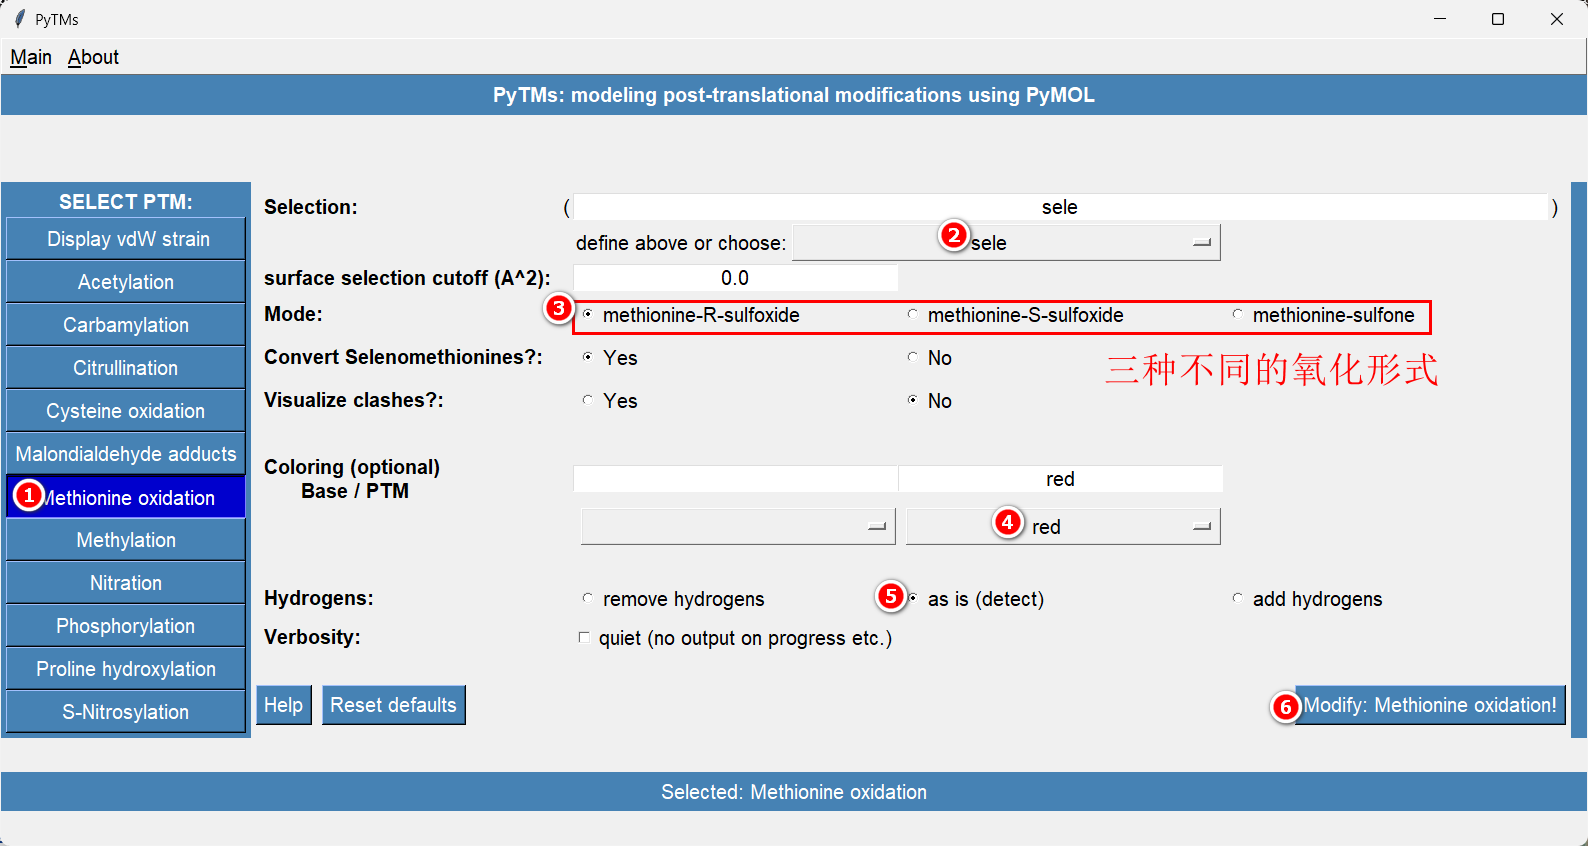 PyTMs
Main About
PyTMs: modeling post-translational modifications using PyMOL
SELECT PTM:
Display vdW strain
Acetylation
Carbamylation
Citrullination
Cysteine oxidation
Malondialdehyde adducts
1 Methionine oxidation
Methylation
Nitration
Phosphorylation
Proline hydroxylation
S-Nitrosylation
Selection: ( sele )
define above or choose: 2 sele
surface selection cutoff (A^2): 0.0
Mode: 3 methionine-R-sulfoxide methionine-S-sulfoxide methionine-sulfone
Convert Selenomethionines?: Yes No
三种不同的氧化形式
Visualize clashes?: Yes No
Coloring (optional)
Base / PTM
red
4 red
Hydrogens: remove hydrogens 5 as is (detect) add hydrogens
Verbosity: quiet (no output on progress etc.)
Help Reset defaults 6 Modify: Methionine oxidation!
Selected: Methionine oxidation